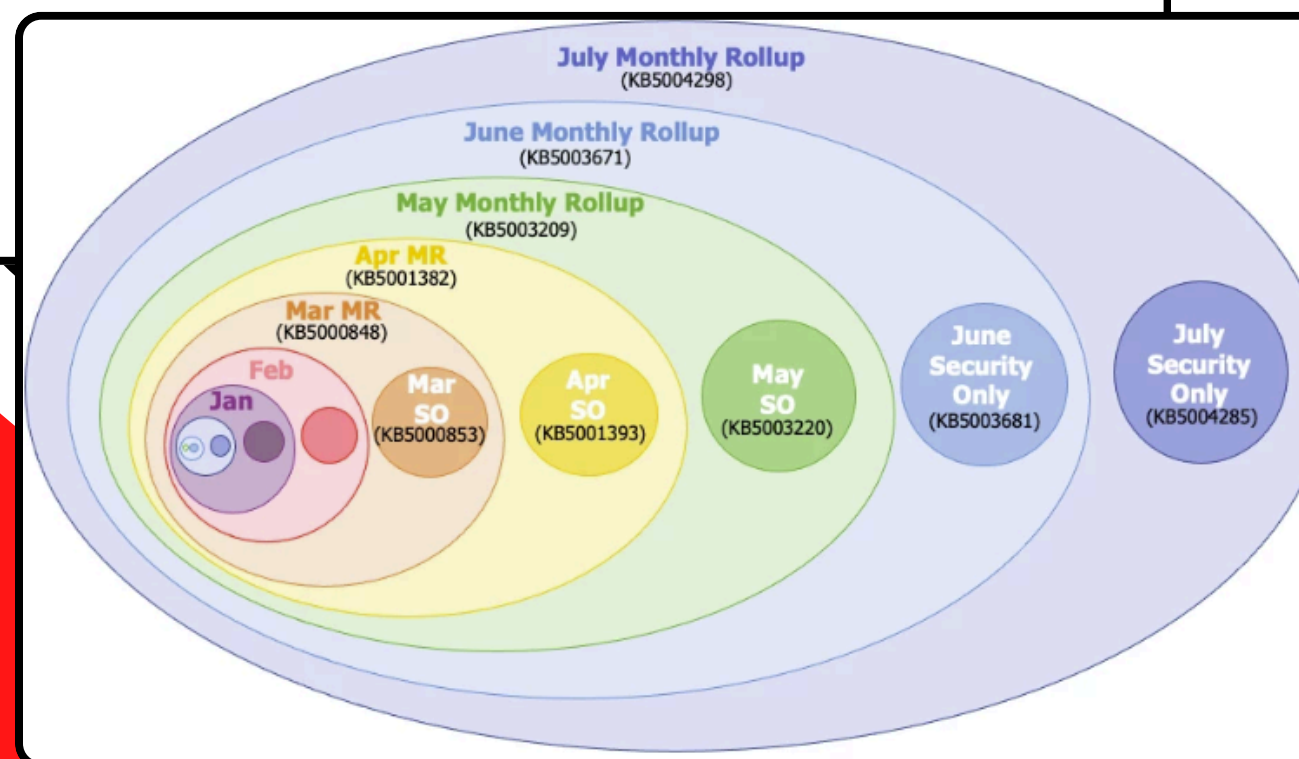 July Monthly Rollup
(KB5004298)
June Monthly Rollup
(KB5003671)
May Monthly Rollup
(KB5003209)
Apr MR
(KB5001382)
Mar MR
(KB5000848)
Feb
Jan
Mar
SO
(KB5000853)
Apr
SO
(KB5001393)
May
SO
(KB5003220)
June
Security
Only
(KB5003681)
July
Security
Only
(KB5004285)